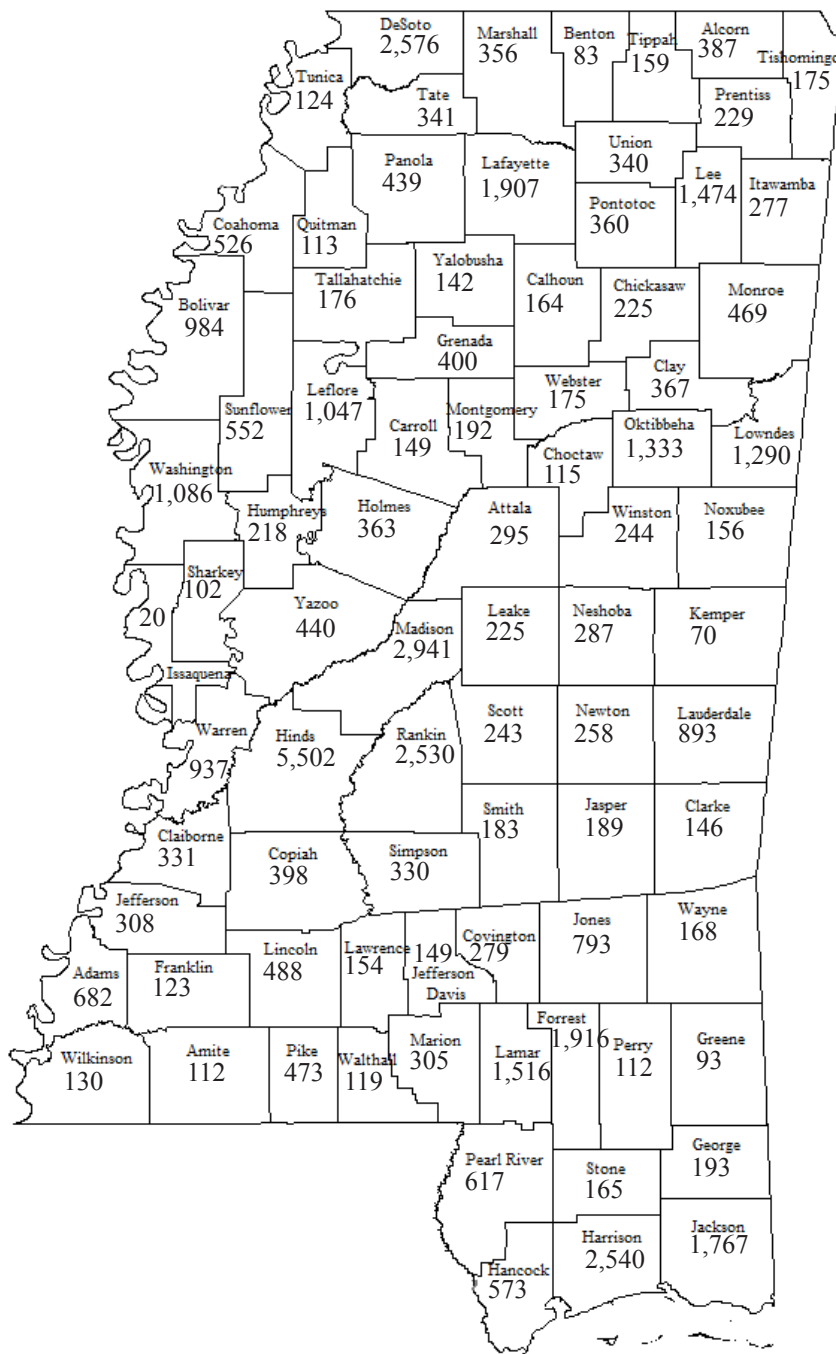 DeSoto
2,576
Marshall
356
Benton
83
Tippah
159
Alcorn
387
Tishomingo
175
Tunica
124
Tate
341
Prentiss
229
Union
340
Panola
439
Lafayette
1,907
Lee
1,474
Itawamba
277
Pontotoc
360
Coahoma
526
Quitman
113
Yalobusha
142
Tallahatchie
176
Calhoun
164
Chickasaw
225
Monroe
469
Bolivar
984
Grenada
400
Clay
367
Webster
175
Leflore
1,047
Sunflower
552
Carroll
149
Montgomery
192
Oktibbeha
1,333
Lowndes
1,290
Choctaw
115
Washington
1,086
Humphreys
218
Holmes
363
Attala
295
Winston
244
Noxubee
156
Sharkey
102
20
Issaquena
Yazoo
440
Madison
2,941
Leake
225
Neshoba
287
Kemper
70
Warren
937
Hinds
5,502
Rankin
2,530
Scott
243
Newton
258
Lauderdale
893
Smith
183
Jasper
189
Clarke
146
Claiborne
331
Copiah
398
Simpson
330
Jefferson
308
Lincoln
488
Lawrence
154
149
Jefferson
Davis
Covington
279
Jones
793
Wayne
168
Adams
682
Franklin
123
Wilkinson
130
Amite
112
Pike
473
Walthall
119
Marion
305
Lamar
1,516
Forrest
1,916
Perry
112
Greene
93
Pearl River
617
Stone
165
George
193
Hancock
573
Harrison
2,540
Jackson
1,767